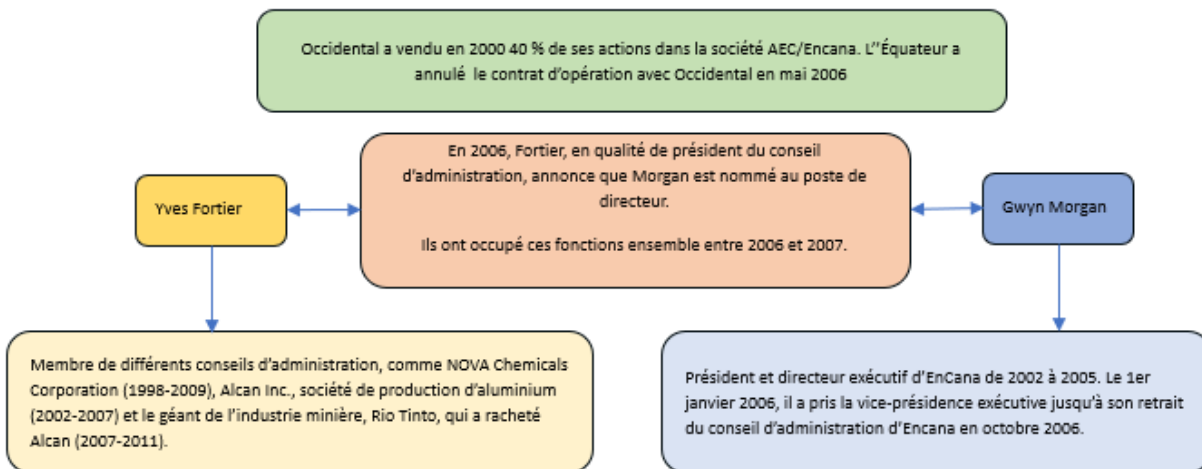 Occidental a vendu en 2000 40 % de ses actions dans la société AEC/Encana. L’'Équateur a
annulé le contrat d’opération avec Occidental en mai 2006
En 2006, Fortier, en qualité de président du conseil
d’administration, annonce que Morgan est nommé au poste de
directeur.
Ils ont occupé ces fonctions ensemble entre 2006 et 2007.
Yves Fortier
Gwyn Morgan
Membre de différents conseils d’administration, comme NOVA Chemicals
Corporation (1998-2009), Alcan Inc., société de production d’aluminium
(2002-2007) et le géant de l’industrie minière, Rio Tinto, qui a racheté
Alcan (2007-2011).
Président et directeur exécutif d’EnCana de 2002 à 2005. Le 1er
janvier 2006, il a pris la vice-présidence exécutive jusqu’à son retrait
du conseil d’administration d’Encana en octobre 2006.